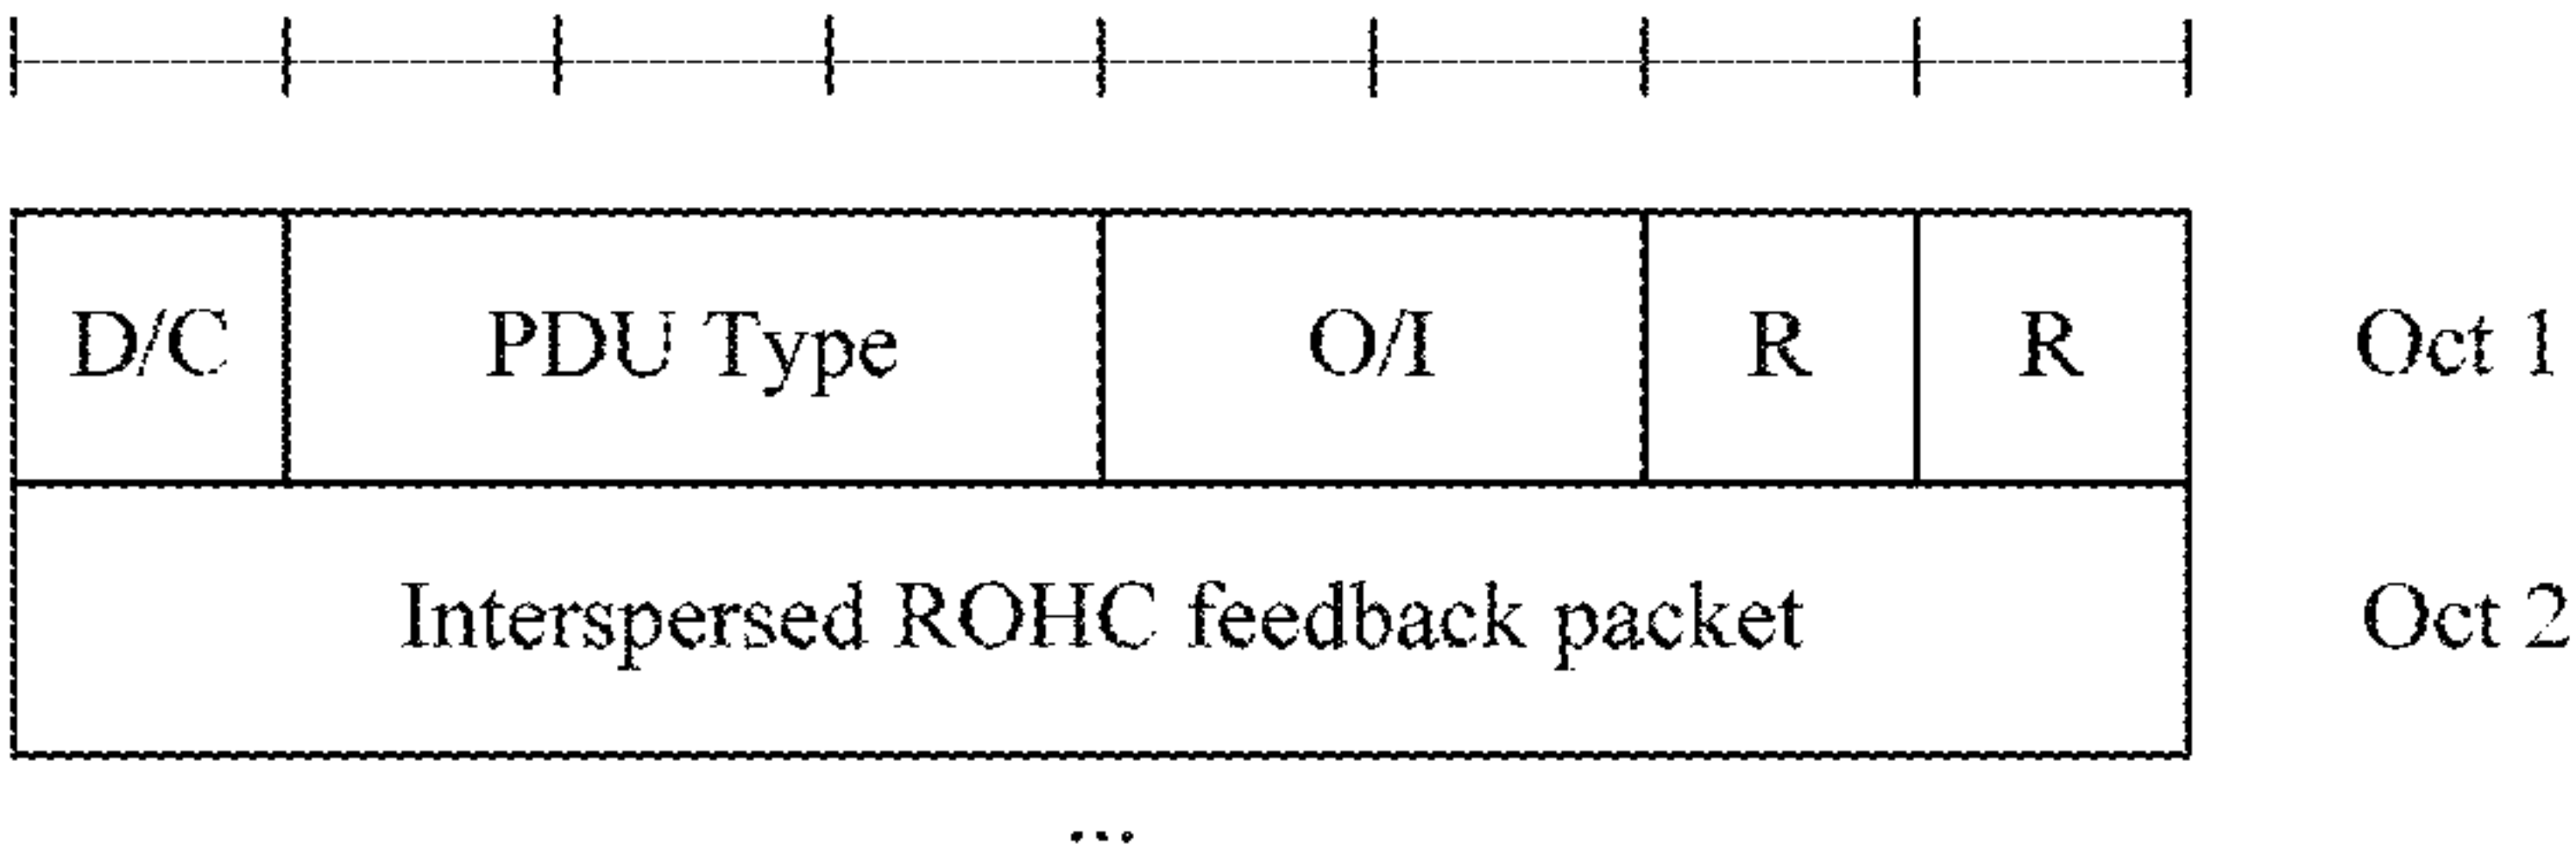 D/C PDU Type O/I R R Oct 1
Interspersed ROHC feedback packet Oct 2
...